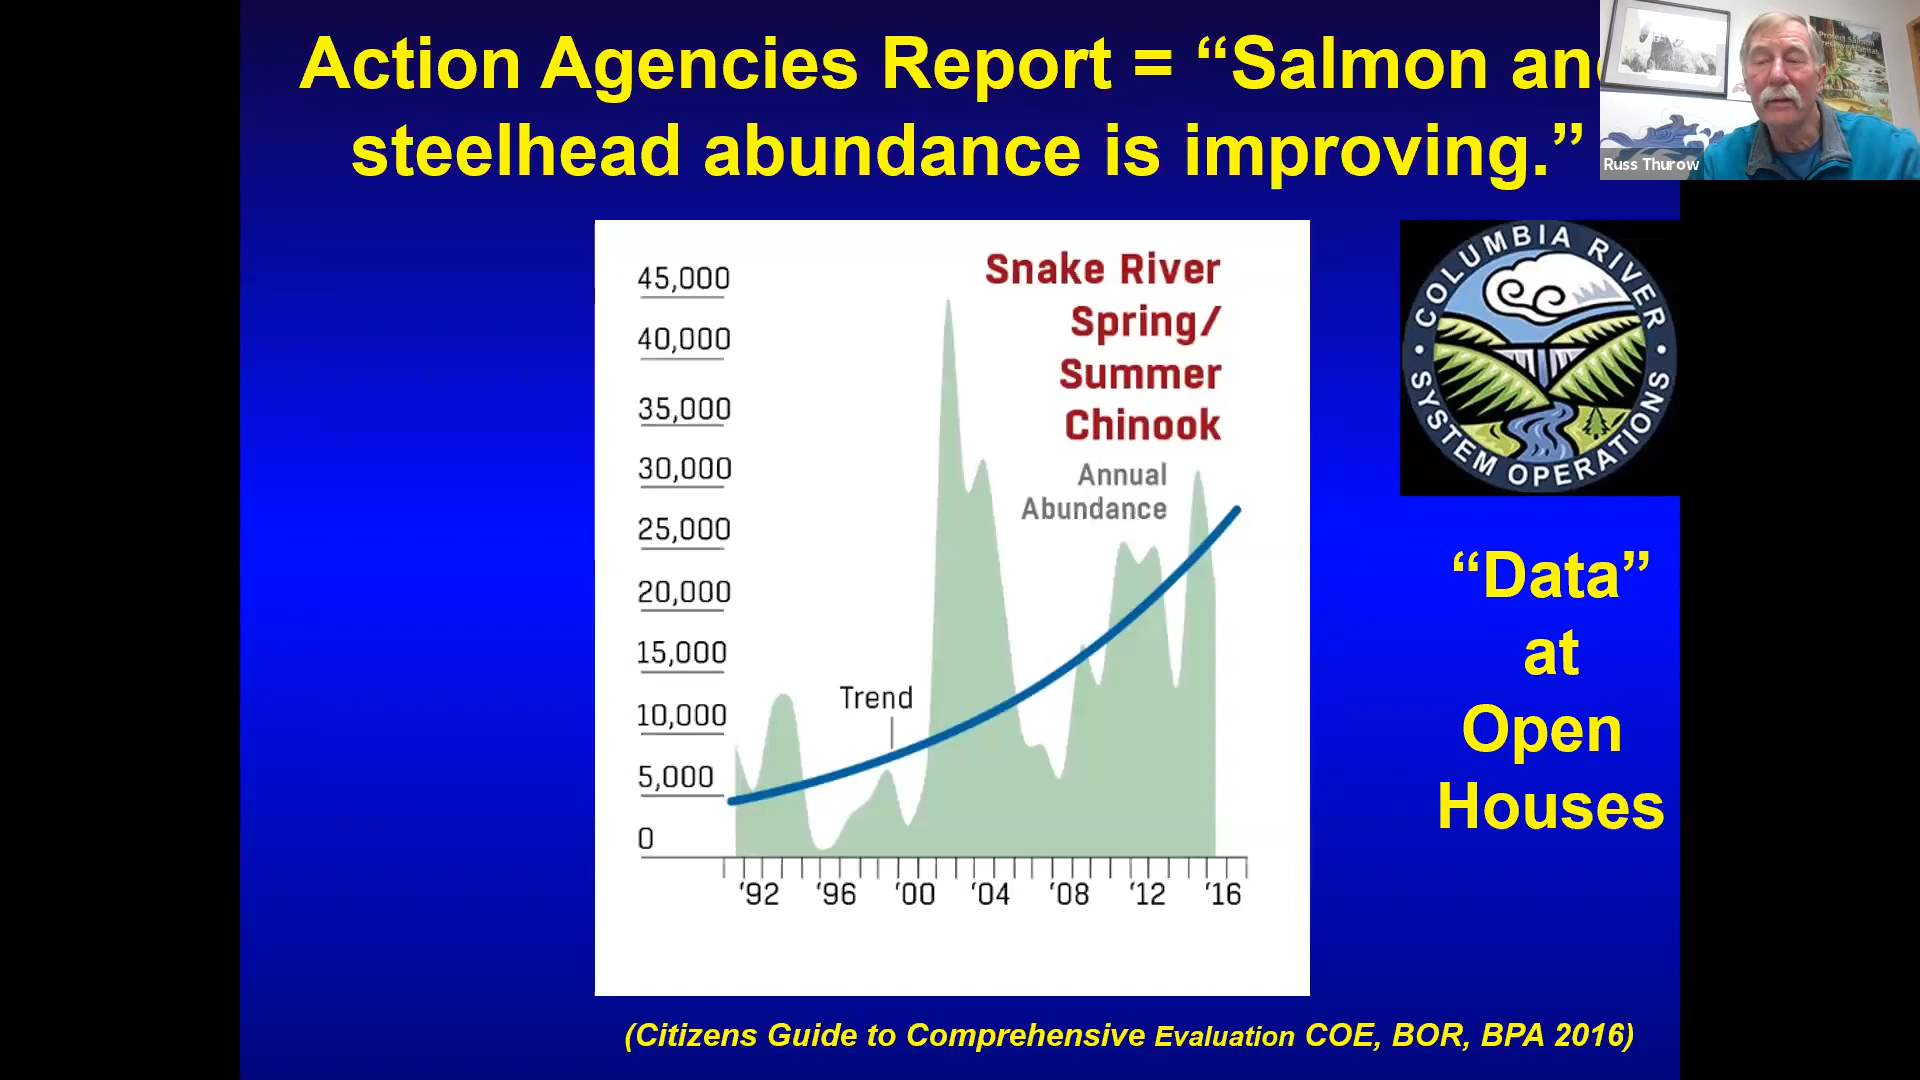 Action Agencies Report = “Salmon an
steelhead abundance is improving.”
Protect Salmon
Russ Thurow
45,000
40,000
35,000
30,000
25,000
20,000
15,000
10,000
5,000
0
Snake River
Spring/
Summer
Chinook
Annual
Abundance
Trend
‘92 ‘96 ‘00 ‘04 ‘08 ‘12 ‘16
COLUMBIA RIVER
SYSTEM OPERATIONS
“Data”
at
Open
Houses
(Citizens Guide to Comprehensive Evaluation COE, BOR, BPA 2016)